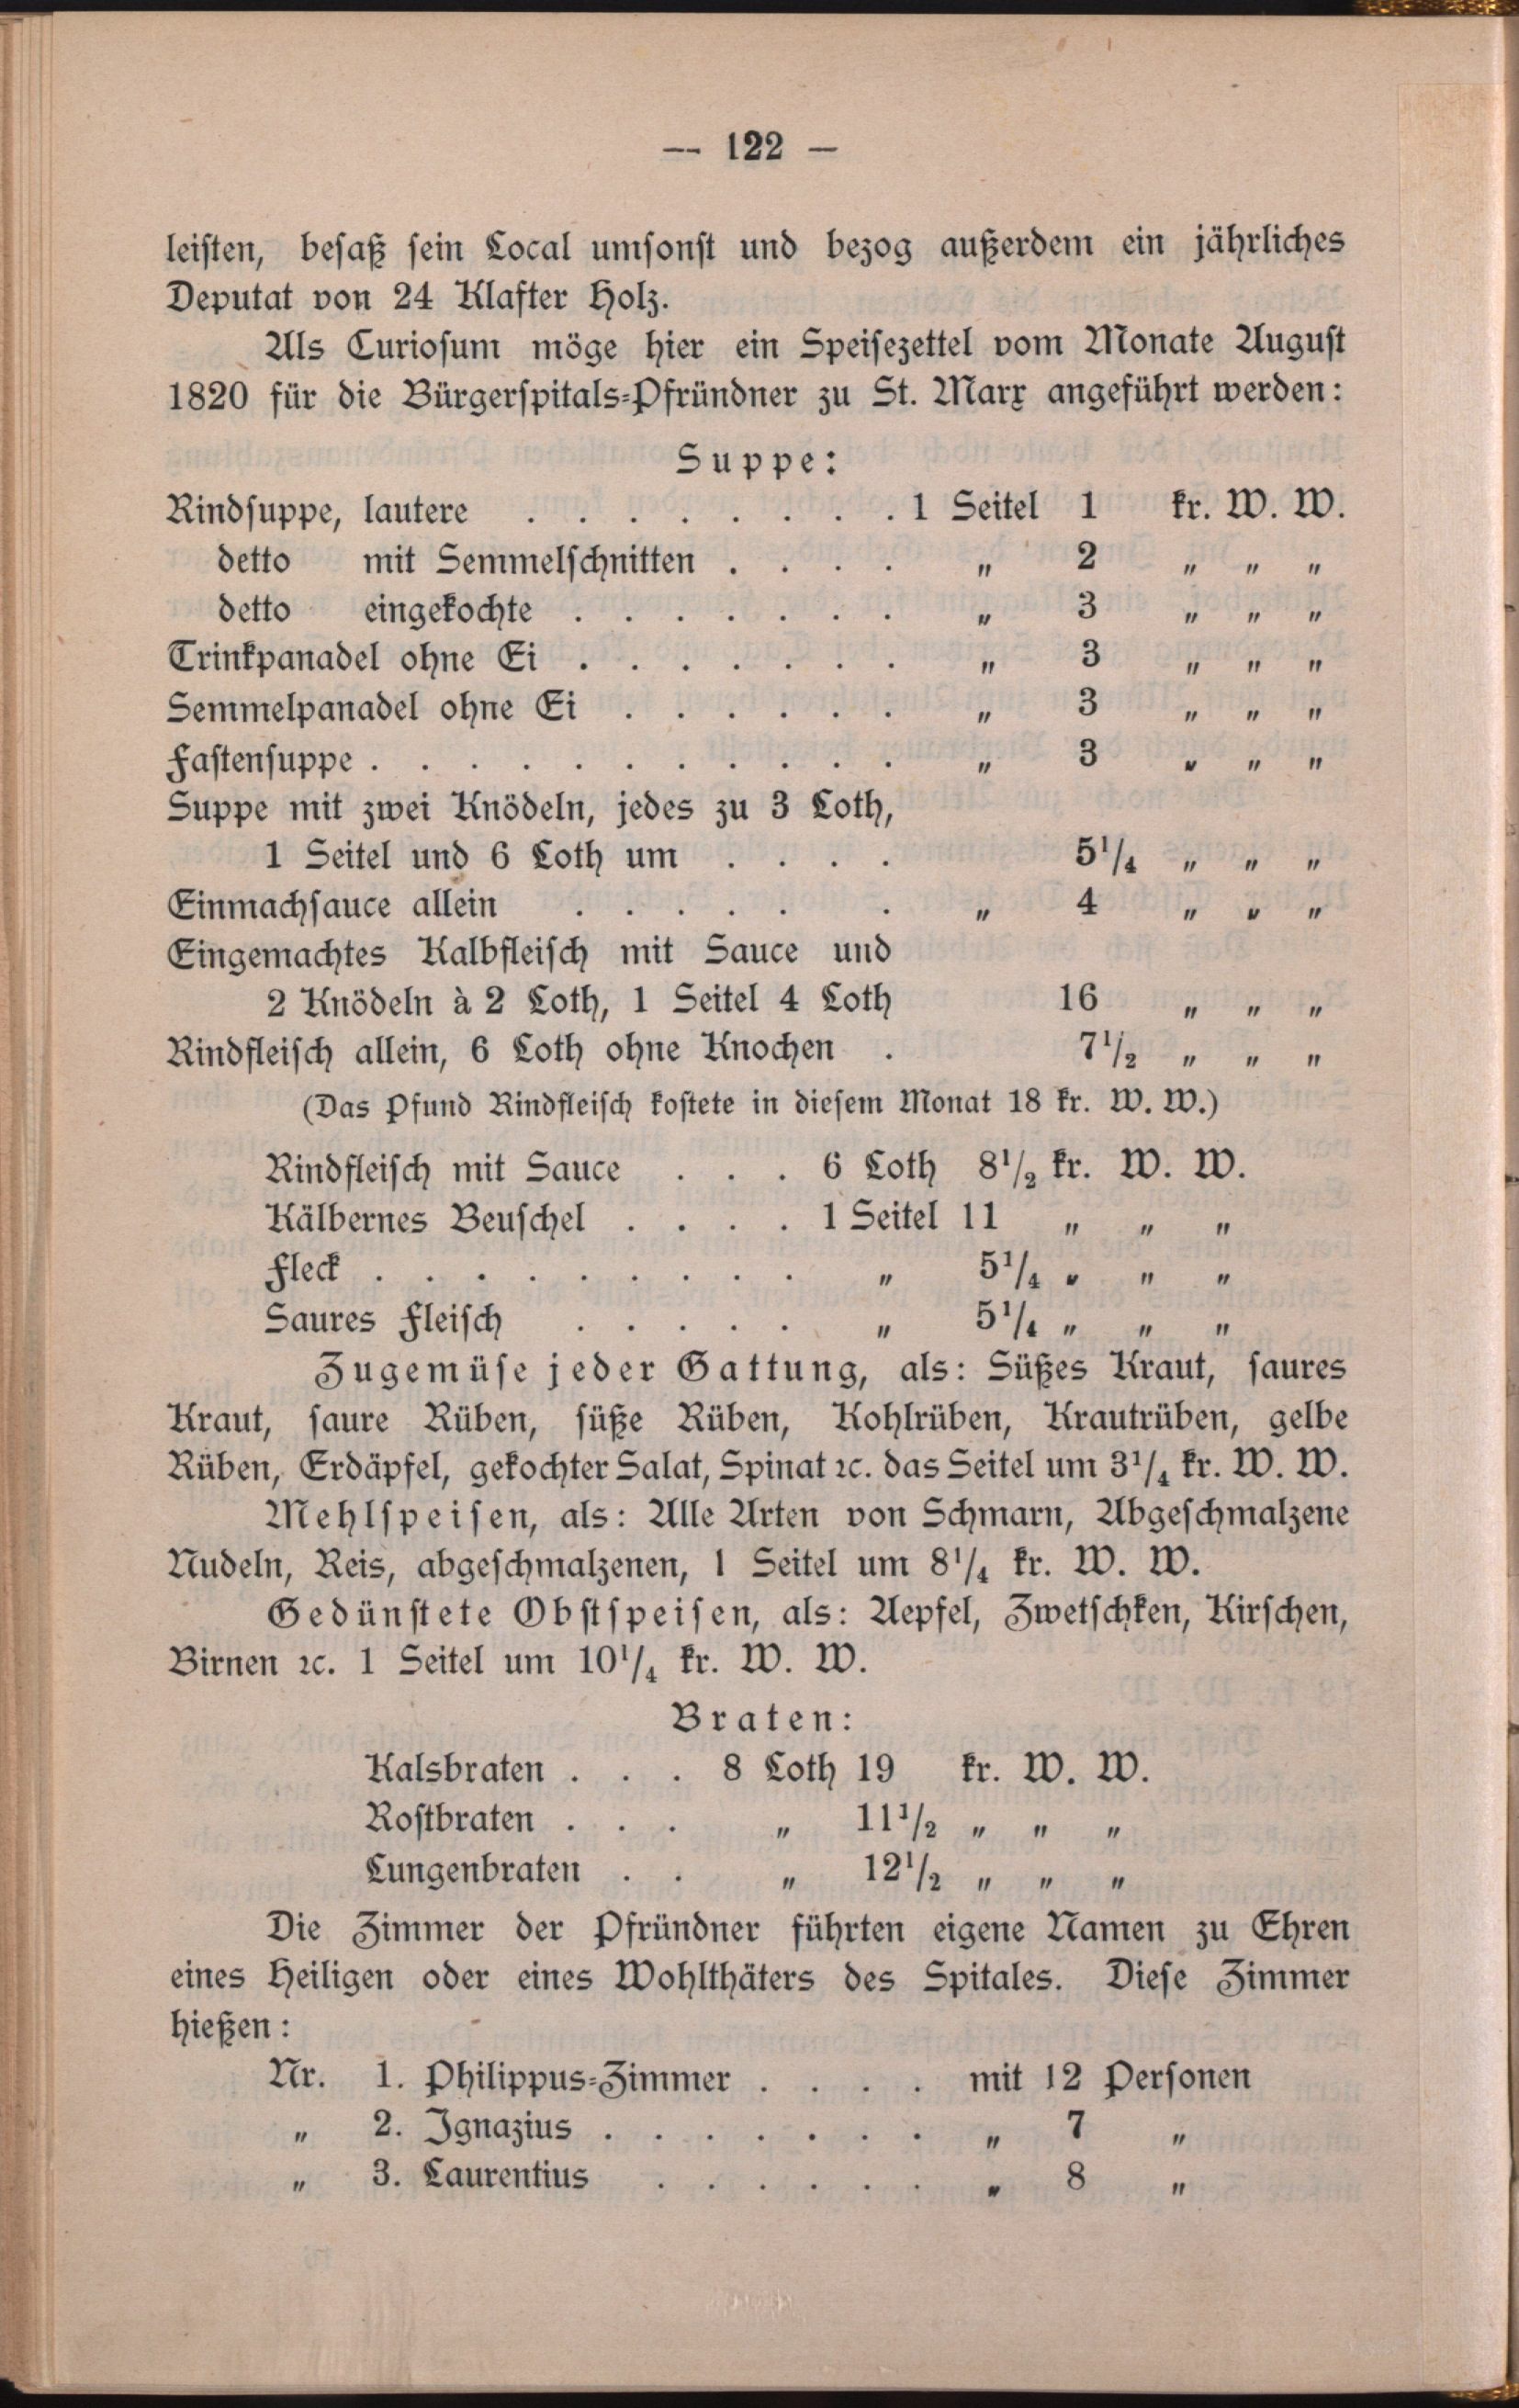 — 122 —
leisten, besaß sein Local umsonst und bezog außerdem ein jährliches
Deputat von 24 Klafter Holz.
Als Curiosum möge hier ein Speisezettel vom Monate August
1820 für die Bürgerspitals-Pfründner zu St. Marx angeführt werden:
Suppe:
Rindsuppe, lautere . . . . . . . . 1 Seitel 1 kr. W. W.
detto mit Semmelschnitten . . . . „ 2 „ „ „
detto eingekochte . . . . . . . „ 3 „ „ „
Trinkpanadel ohne Ei . . . . . . . „ 3 „ „ „
Semmelpanadel ohne Ei . . . . . . „ 3 „ „ „
Fastensuppe . . . . . . . . . . . „ 3 „ „ „
Suppe mit zwei Knödeln, jedes zu 3 Loth,
1 Seitel und 6 Loth um . . . . 5¹/₄ „ „ „
Einmachsauce allein . . . . . . „ 4 „ „ „
Eingemachtes Kalbfleisch mit Sauce und
2 Knödeln à 2 Loth, 1 Seitel 4 Loth 16 „ „ „
Rindfleisch allein, 6 Loth ohne Knochen . 7¹/₂ „ „ „
(Das Pfund Rindfleisch kostete in diesem Monat 18 kr. W. W.)
Rindfleisch mit Sauce . . . 6 Loth 8¹/₂ kr. W. W.
Kälbernes Beuschel . . . . 1 Seitel 11 „ „ „
Fleck . . . . . . . . . „ 5¹/₄ „ „ „
Saures Fleisch . . . . . „ 5¹/₄ „ „ „
Zugemüse jeder Gattung, als: Süßes Kraut, saures
Kraut, saure Rüben, süße Rüben, Kohlrüben, Krautrüben, gelbe
Rüben, Erdäpfel, gekochter Salat, Spinat ꝛc. das Seitel um 3¹/₄ kr. W. W.
Mehlspeisen, als: Alle Arten von Schmarn, Abgeschmalzene
Nudeln, Reis, abgeschmalzenen, 1 Seitel um 8¹/₄ kr. W. W.
Gedünstete Obstspeisen, als: Aepfel, Zwetschken, Kirschen,
Birnen ꝛc. 1 Seitel um 10¹/₄ kr. W. W.
Braten:
Kalsbraten . . . 8 Loth 19 kr. W. W.
Rostbraten . . . „ 11¹/₂ „ „ „
Lungenbraten . . „ 12¹/₂ „ „ „
Die Zimmer der Pfründner führten eigene Namen zu Ehren
eines Heiligen oder eines Wohlthäters des Spitales. Diese Zimmer
hießen:
Nr. 1. Philippus-Zimmer . . . . mit 12 Personen
„ 2. Ignazius . . . . . . . „ 7 „
„ 3. Laurentius . . . . . . „ 8 „